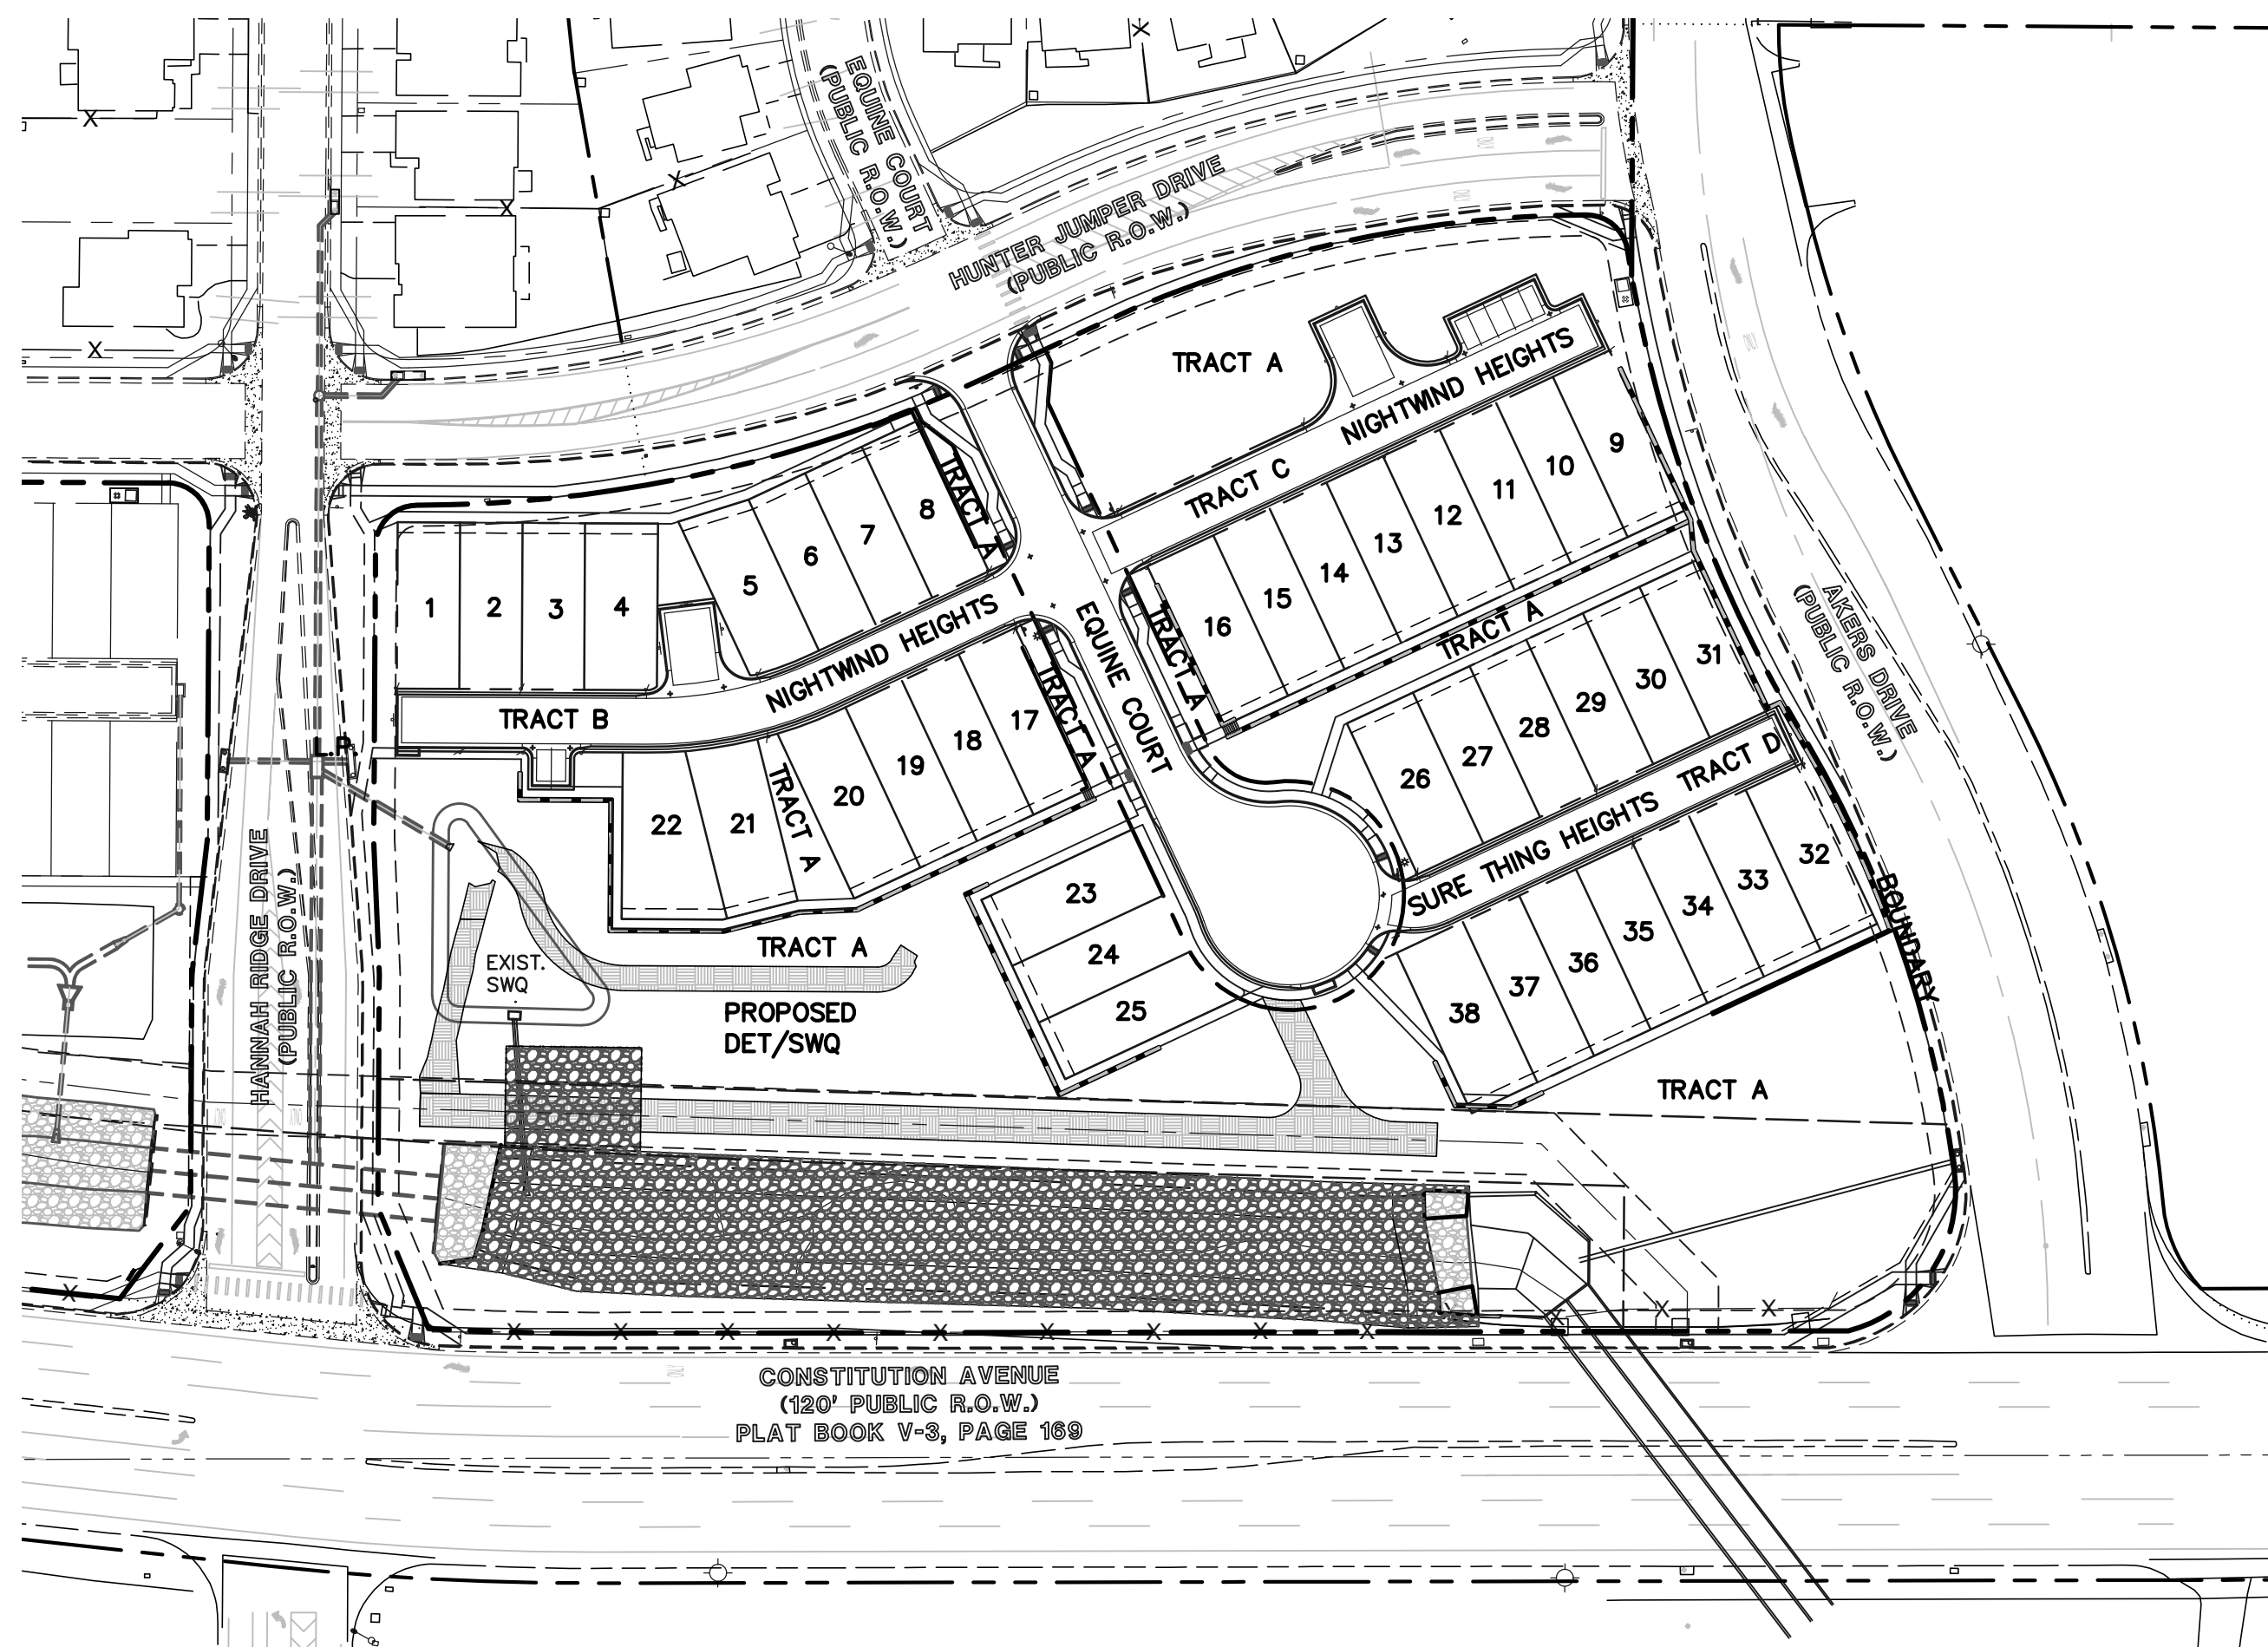 EQUINE COURT
(PUBLIC R.O.W.)
HUNTER JUMPER DRIVE
(PUBLIC R.O.W.)
TRACT A
NIGHTWIND HEIGHTS
TRACT C
9
10
11
12
13
14
15
16
TRACT A
8
7
6
5
4
3
2
1
TRACT A
NIGHTWIND HEIGHTS
TRACT B
EQUINE COURT
TRACT A
TRACT A
AKERS DRIVE
(PUBLIC R.O.W.)
31
30
29
28
27
26
17
18
19
20
TRACT A
21
22
L.P.
TRACT D
SURE THING HEIGHTS
32
33
34
35
36
37
38
BOUNDARY
23
24
25
HANNAH RIDGE DRIVE
(PUBLIC R.O.W.)
EXIST.
SWQ
TRACT A
PROPOSED
DET/SWQ
TRACT A
X X X X X X X X X X X X
CONSTITUTION AVENUE
(120' PUBLIC R.O.W.)
PLAT BOOK V-3, PAGE 169